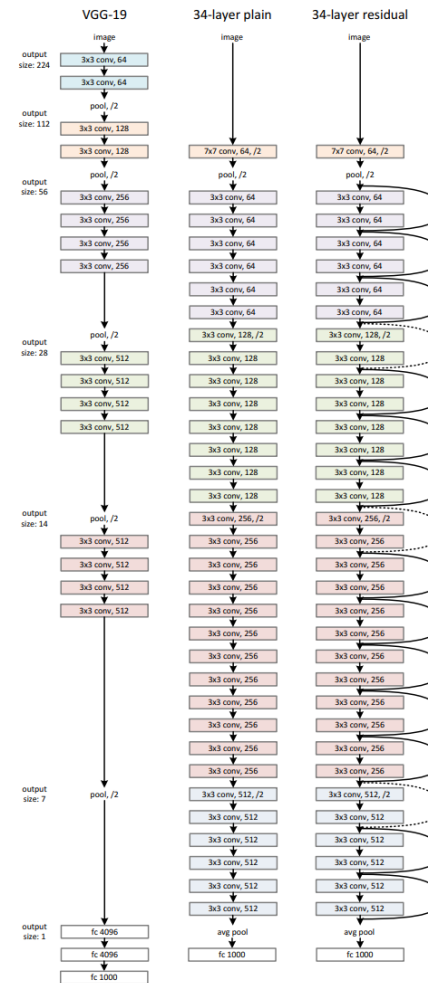 VGG-19
34-layer plain
34-layer residual
output
size: 224
output
size: 112
output
size: 56
output
size: 28
output
size: 14
output
size: 7
output
size: 1
image
3x3 conv, 64
3x3 conv, 64
pool, /2
3x3 conv, 128
3x3 conv, 128
pool, /2
3x3 conv, 256
3x3 conv, 256
3x3 conv, 256
3x3 conv, 256
pool, /2
3x3 conv, 512
3x3 conv, 512
3x3 conv, 512
3x3 conv, 512
pool, /2
3x3 conv, 512
3x3 conv, 512
3x3 conv, 512
3x3 conv, 512
pool, /2
fc 4096
fc 4096
fc 1000
image
7x7 conv, 64, /2
pool, /2
3x3 conv, 64
3x3 conv, 64
3x3 conv, 64
3x3 conv, 64
3x3 conv, 64
3x3 conv, 64
3x3 conv, 128, /2
3x3 conv, 128
3x3 conv, 128
3x3 conv, 128
3x3 conv, 128
3x3 conv, 128
3x3 conv, 128
3x3 conv, 128
3x3 conv, 256, /2
3x3 conv, 256
3x3 conv, 256
3x3 conv, 256
3x3 conv, 256
3x3 conv, 256
3x3 conv, 256
3x3 conv, 256
3x3 conv, 256
3x3 conv, 256
3x3 conv, 256
3x3 conv, 256
3x3 conv, 512, /2
3x3 conv, 512
3x3 conv, 512
3x3 conv, 512
3x3 conv, 512
3x3 conv, 512
avg pool
fc 1000
image
7x7 conv, 64, /2
pool, /2
3x3 conv, 64
3x3 conv, 64
3x3 conv, 64
3x3 conv, 64
3x3 conv, 64
3x3 conv, 64
3x3 conv, 128, /2
3x3 conv, 128
3x3 conv, 128
3x3 conv, 128
3x3 conv, 128
3x3 conv, 128
3x3 conv, 128
3x3 conv, 128
3x3 conv, 256, /2
3x3 conv, 256
3x3 conv, 256
3x3 conv, 256
3x3 conv, 256
3x3 conv, 256
3x3 conv, 256
3x3 conv, 256
3x3 conv, 256
3x3 conv, 256
3x3 conv, 256
3x3 conv, 256
3x3 conv, 512, /2
3x3 conv, 512
3x3 conv, 512
3x3 conv, 512
3x3 conv, 512
3x3 conv, 512
avg pool
fc 1000